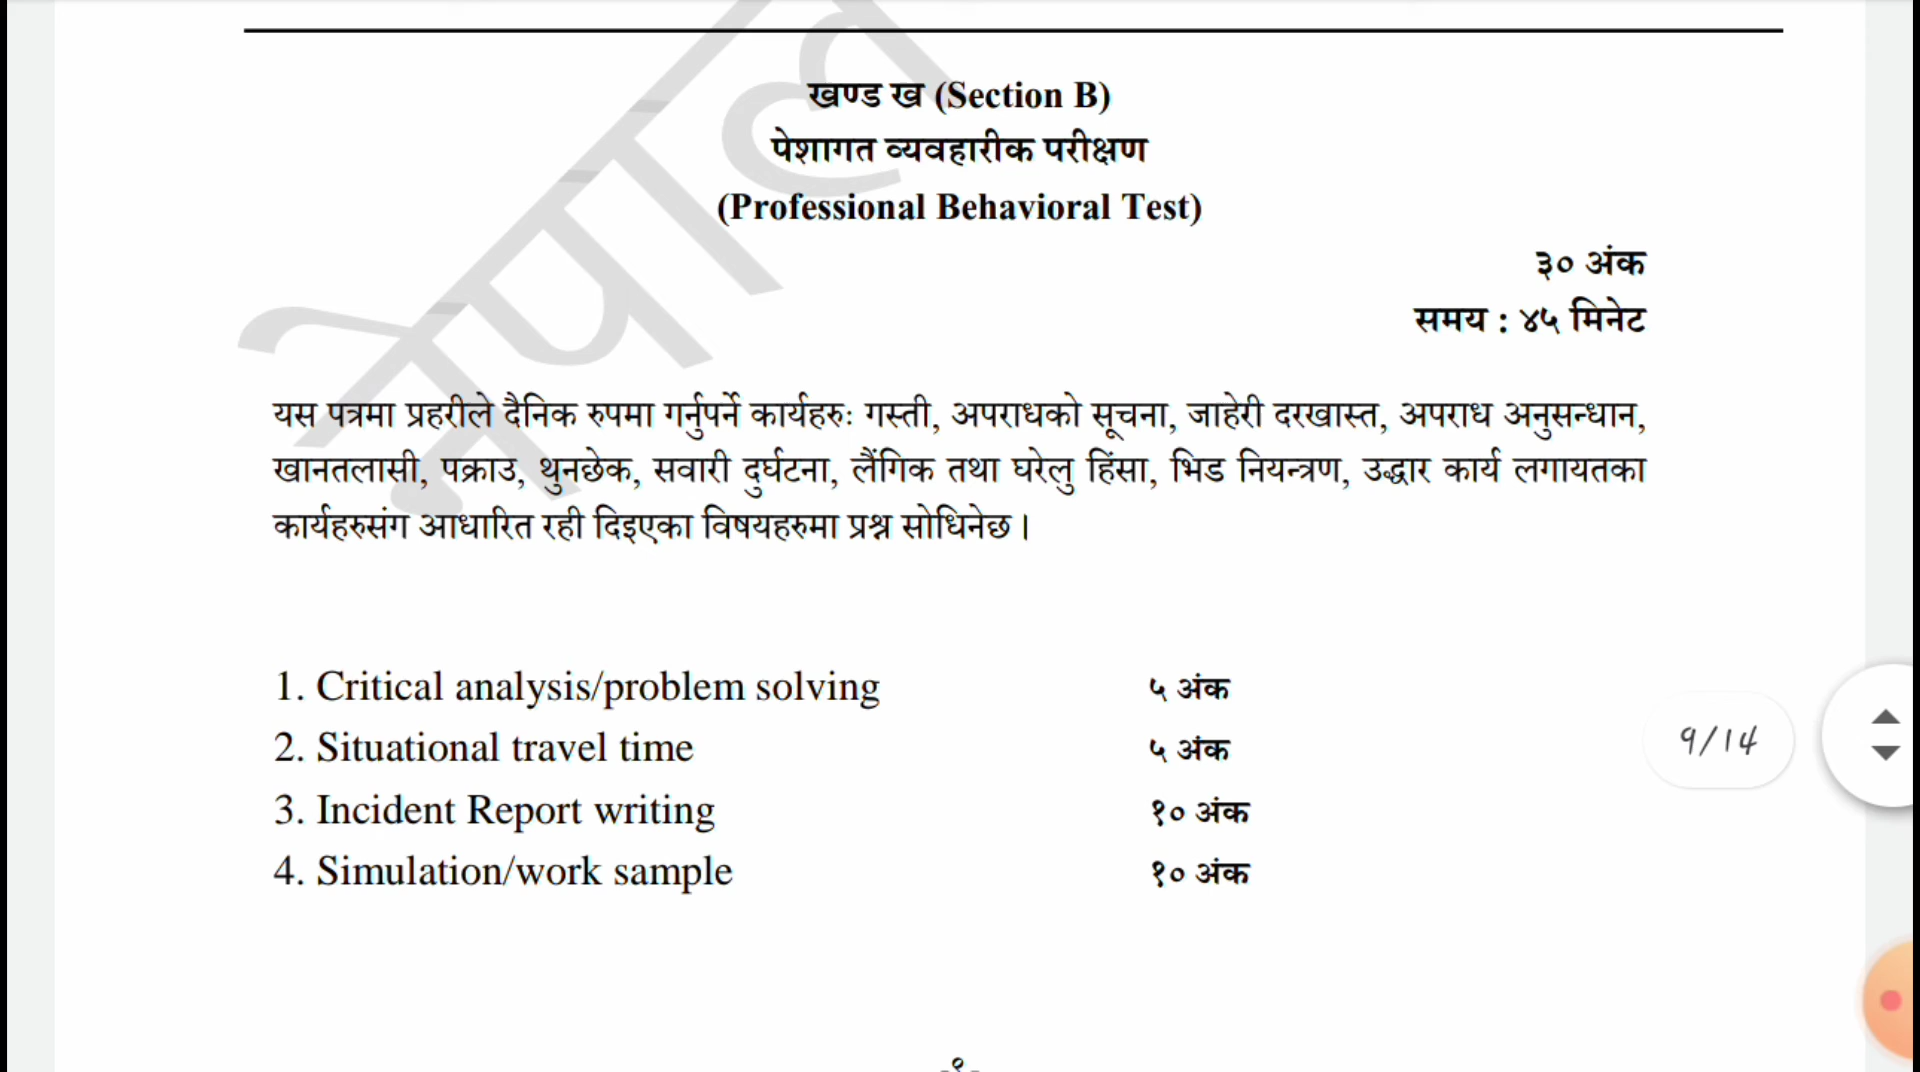 खण्ड ख (Section B)
पेशागत व्यवहारीक परीक्षण
(Professional Behavioral Test)
३० अंक
समय : ४५ मिनेट
यस पत्रमा प्रहरीले दैनिक रुपमा गर्नुपर्ने कार्यहरुः गस्ती, अपराधको सूचना, जाहेरी दरखास्त, अपराध अनुसन्धान,
खानतलासी, पक्राउ, थुनछेक, सवारी दुर्घटना, लैंगिक तथा घरेलु हिंसा, भिड नियन्त्रण, उद्धार कार्य लगायतका
कार्यहरुसंग आधारित रही दिइएका विषयहरुमा प्रश्न सोधिनेछ ।
1. Critical analysis/problem solving ५ अंक
2. Situational travel time ५ अंक
3. Incident Report writing १० अंक
4. Simulation/work sample १० अंक
9/14
-९-
नेपाल